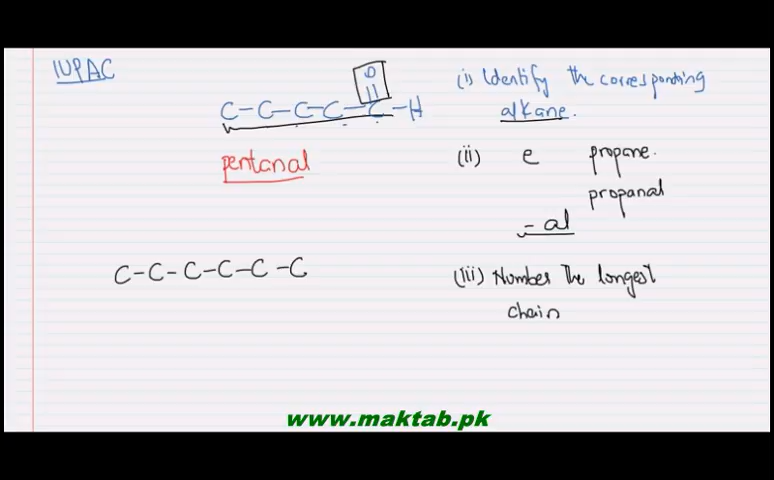 IUPAC
O
C-C-C-C-C-H
pentanal
(i) Identify the corresponding
alkane.
(ii) e propane.
propanal
- al
C-C-C-C-C-C
(iii) Number the longest
chain
www.maktab.pk